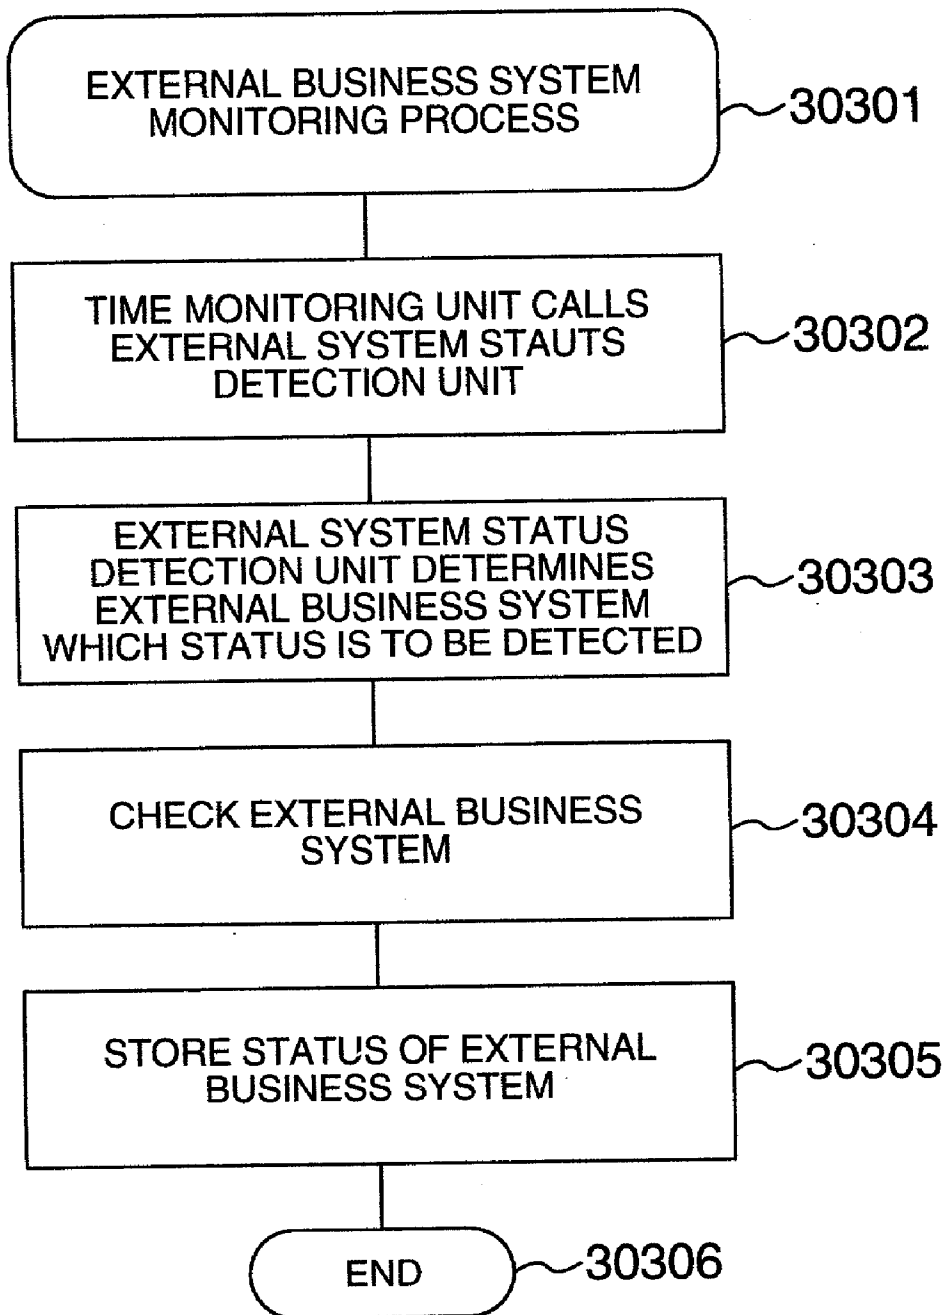 EXTERNAL BUSINESS SYSTEM
MONITORING PROCESS
30301
TIME MONITORING UNIT CALLS
EXTERNAL SYSTEM STAUTS
DETECTION UNIT
30302
EXTERNAL SYSTEM STATUS
DETECTION UNIT DETERMINES
EXTERNAL BUSINESS SYSTEM
WHICH STATUS IS TO BE DETECTED
30303
CHECK EXTERNAL BUSINESS
SYSTEM
30304
STORE STATUS OF EXTERNAL
BUSINESS SYSTEM
30305
END
30306